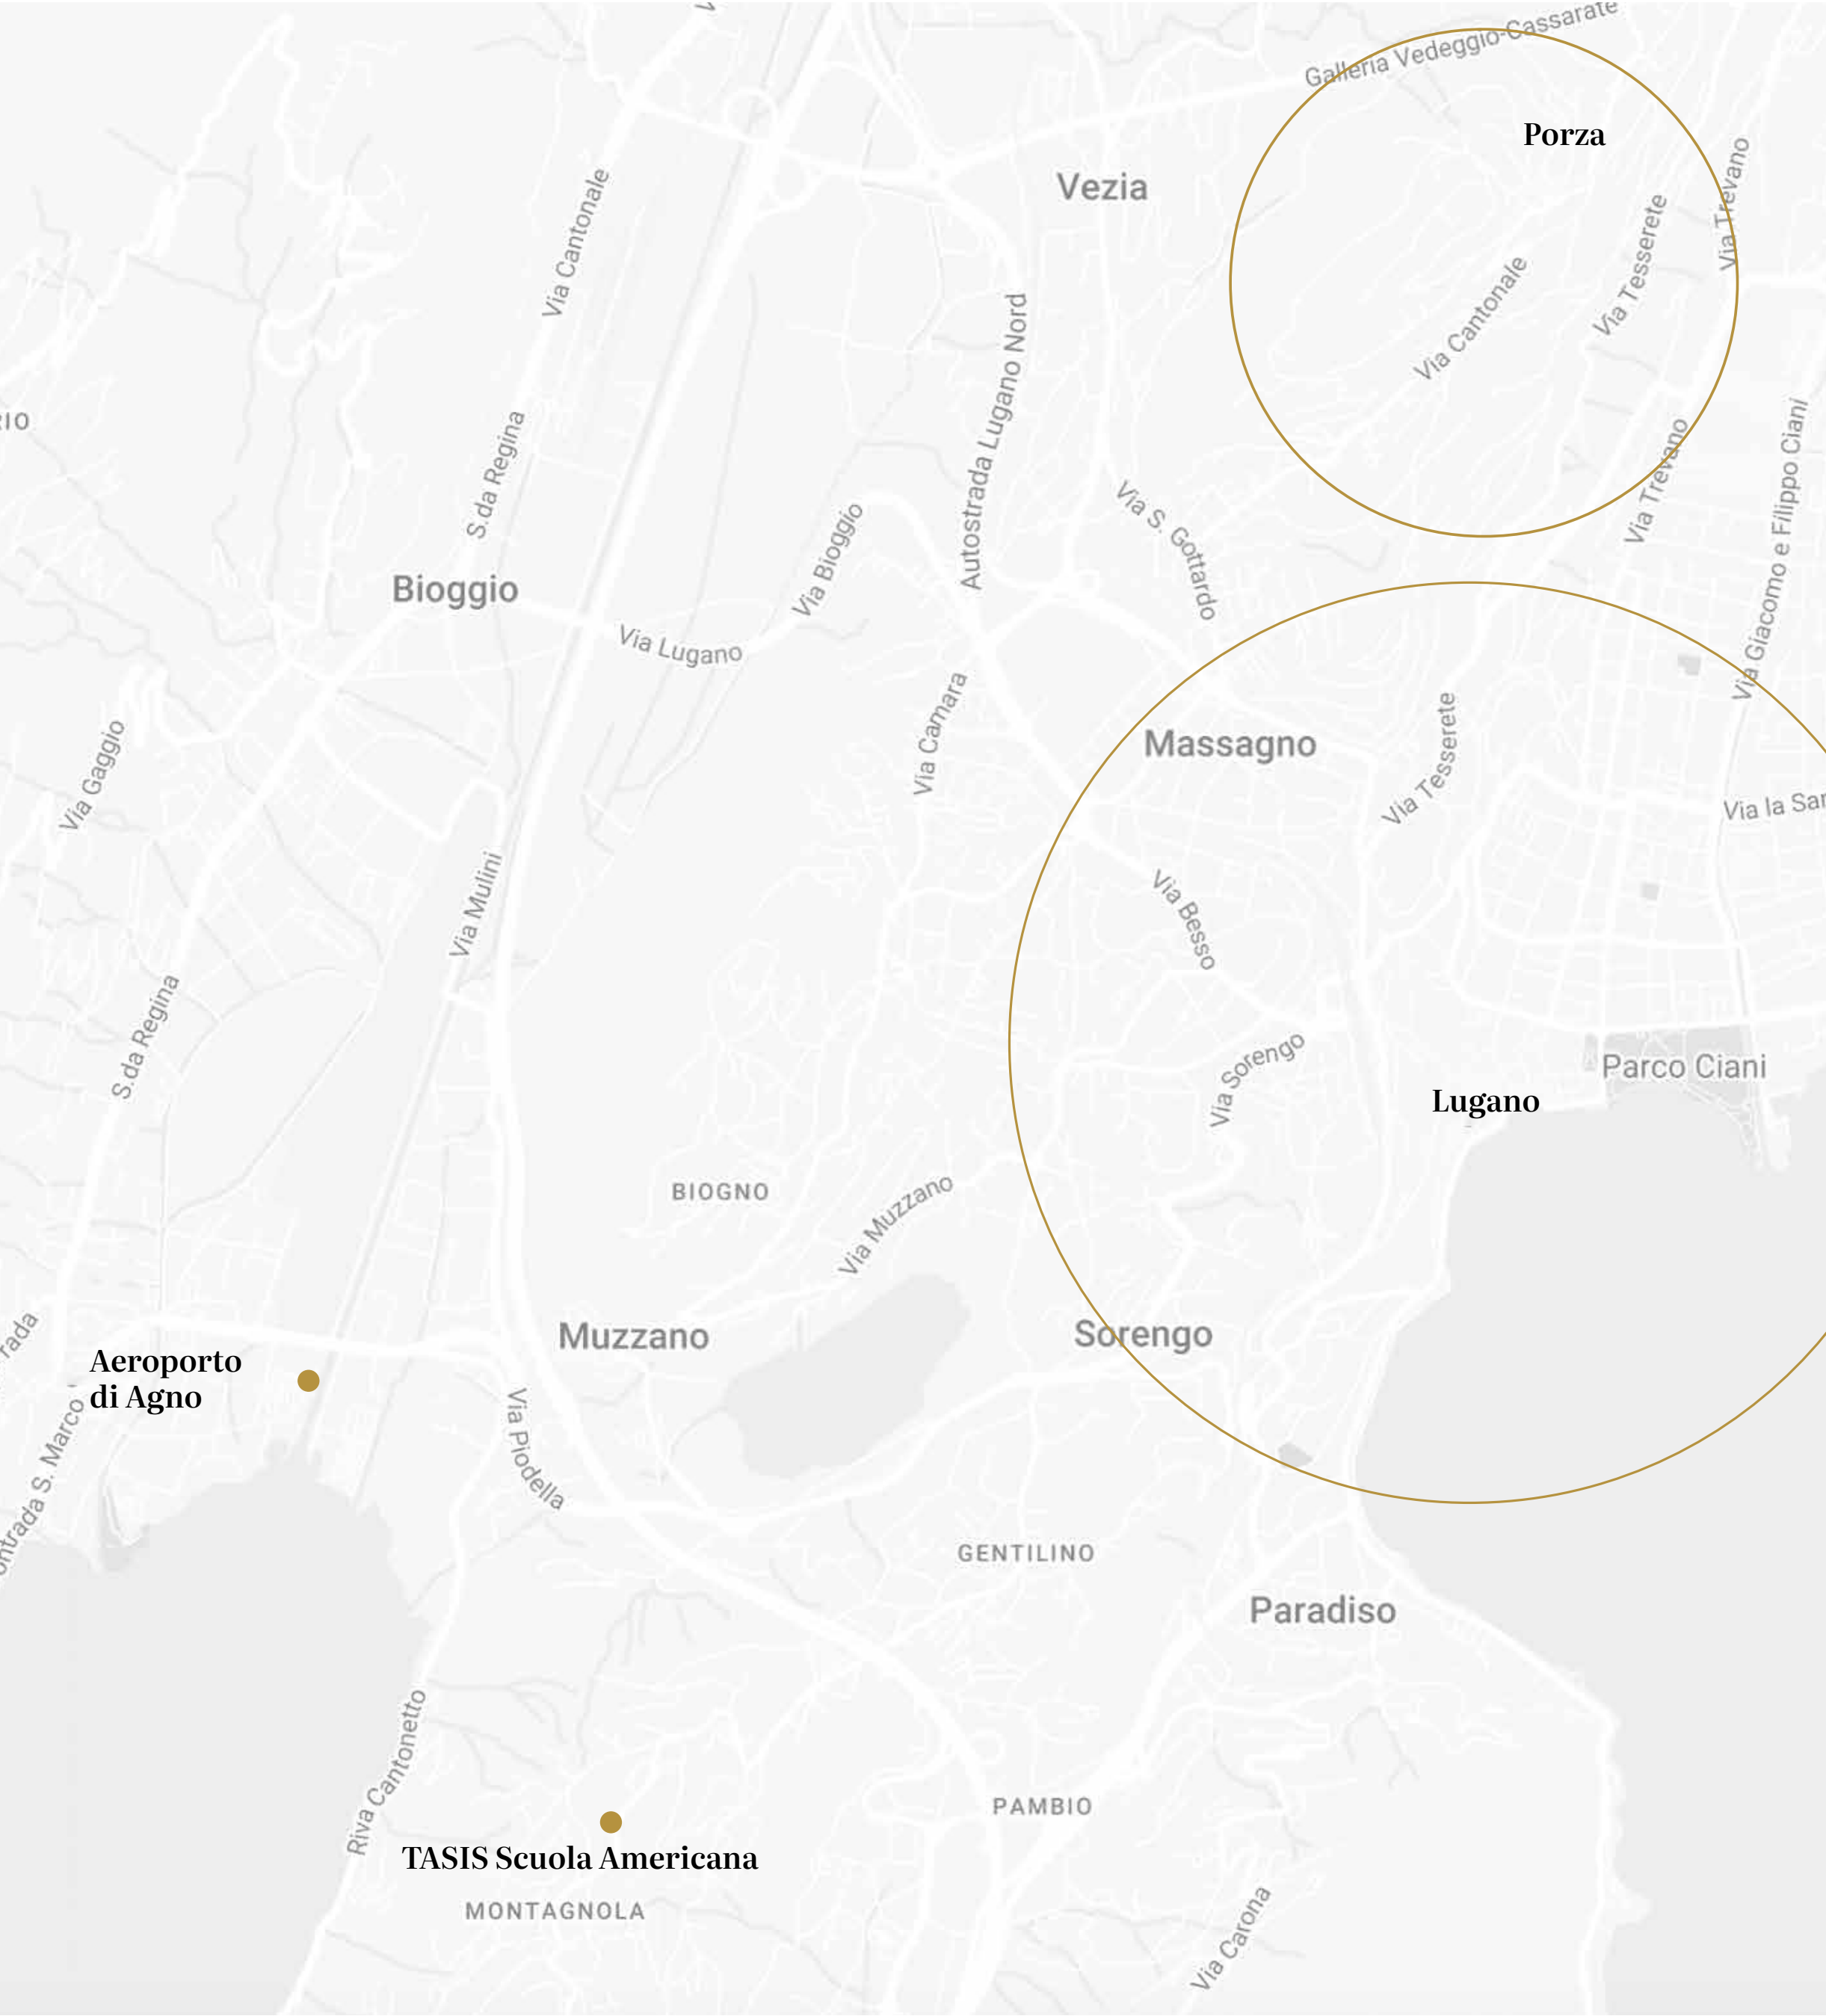 Galleria Vedeggio-Cassarate
Porza
Via Trevano
Vezia
Via Cantonale
Via Tesserete
Via Cantonale
Autostrada Lugano Nord
S.da Regina
Via Trevano
Via Giacomo e Filippo Ciani
Via S. Gottardo
Via Bioggio
Bioggio
Via Lugano
Via Camara
Massagno
Via Tesserete
Via Gaggio
Via la
Via Mulini
Via Besso
S.da Regina
Via Sorengo
Parco Ciani
Lugano
BIOGNO
Via Muzzano
Muzzano
Sorengo
Aeroporto
di Agno
S. Marco
Via Piodella
GENTILINO
Paradiso
Riva Cantonetto
PAMBIO
TASIS Scuola Americana
MONTAGNOLA
Via Carona